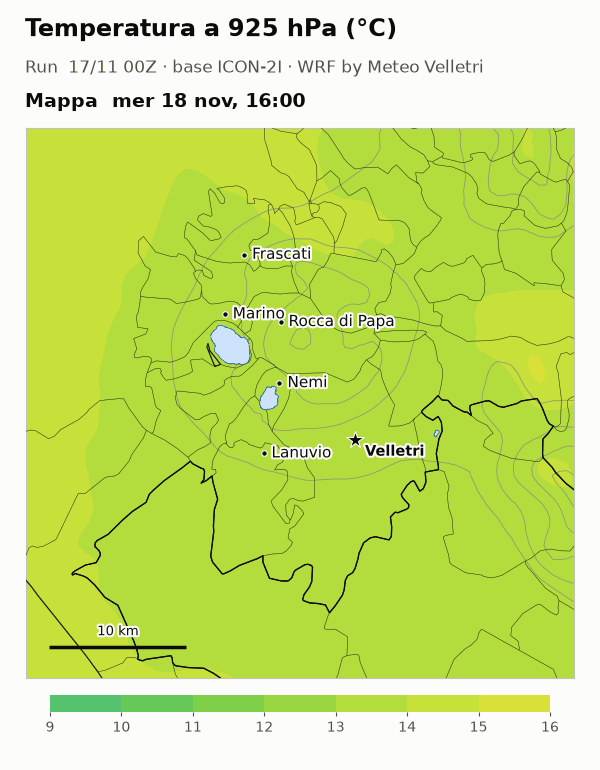 Temperatura a 925 hPa (°C)
Run  17/11 00Z · base ICON-2I · WRF by Meteo Velletri
Mappa  mer 18 nov, 16:00
Frascati
Marino
Rocca di Papa
Nemi
Velletri
Lanuvio
10 km
9 10 11 12 13 14 15 16